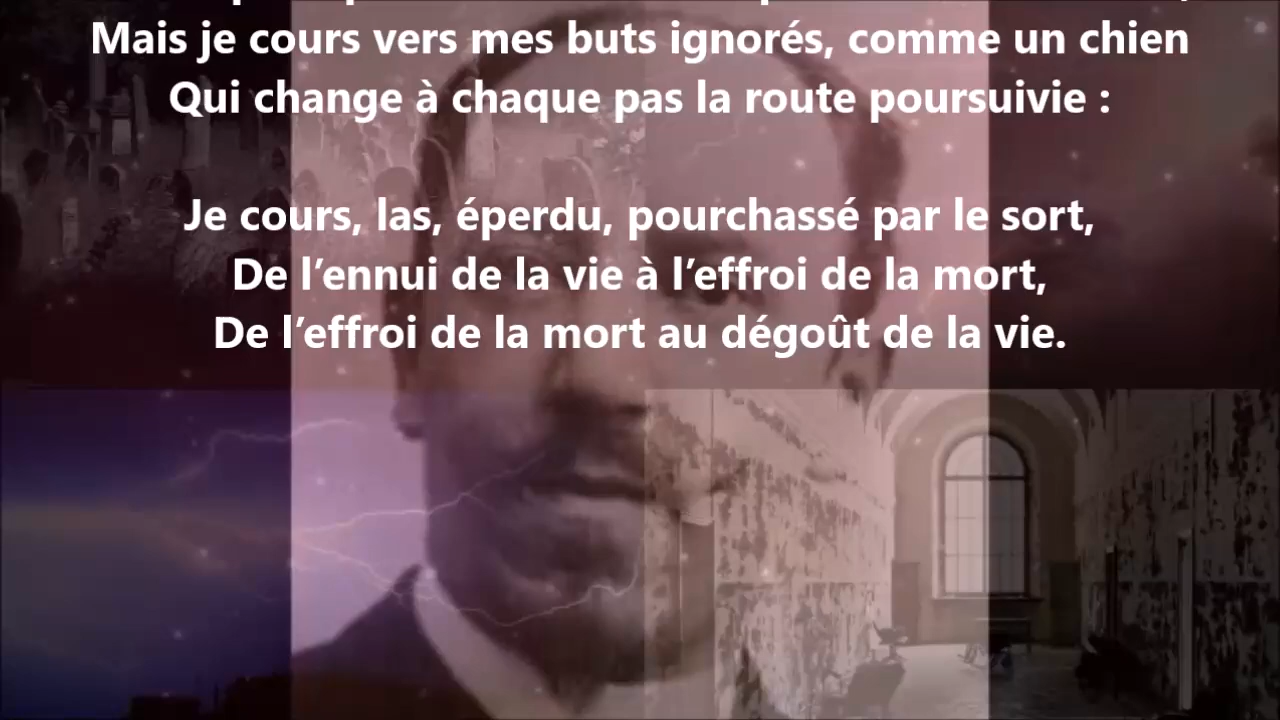 Mais je cours vers mes buts ignorés, comme un chien
Qui change à chaque pas la route poursuivie :
Je cours, las, éperdu, pourchassé par le sort,
De l’ennui de la vie à l’effroi de la mort,
De l’effroi de la mort au dégoût de la vie.